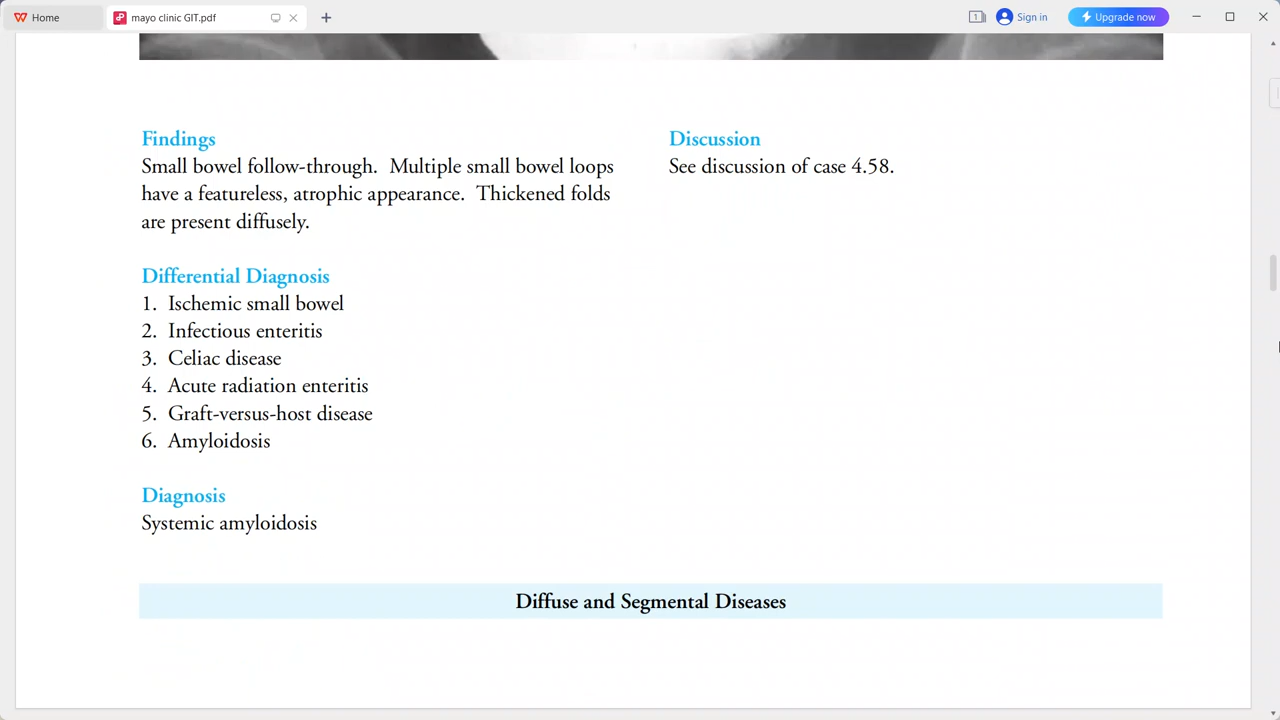 Home
mayo clinic GIT.pdf
1
Sign in
Upgrade now
Findings
Small bowel follow-through. Multiple small bowel loops
have a featureless, atrophic appearance. Thickened folds
are present diffusely.
Differential Diagnosis
1. Ischemic small bowel
2. Infectious enteritis
3. Celiac disease
4. Acute radiation enteritis
5. Graft-versus-host disease
6. Amyloidosis
Diagnosis
Systemic amyloidosis
Discussion
See discussion of case 4.58.
Diffuse and Segmental Diseases